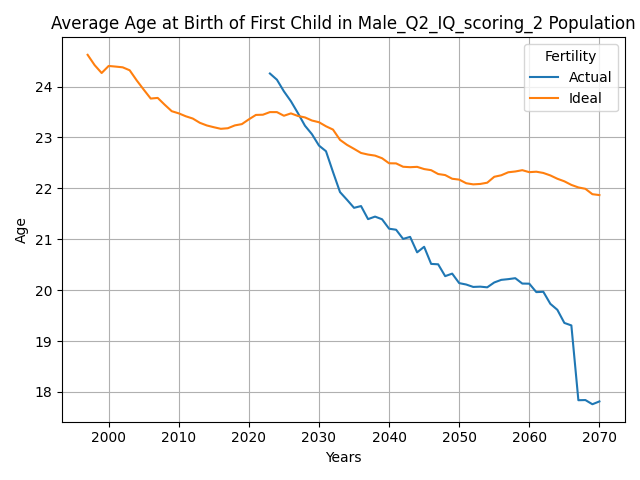 Average Age at Birth of First Child in Male_Q2_IQ_scoring_2 Population
Fertility
Actual
Ideal
Age
24
23
22
21
20
19
18
2000 2010 2020 2030 2040 2050 2060 2070
Years